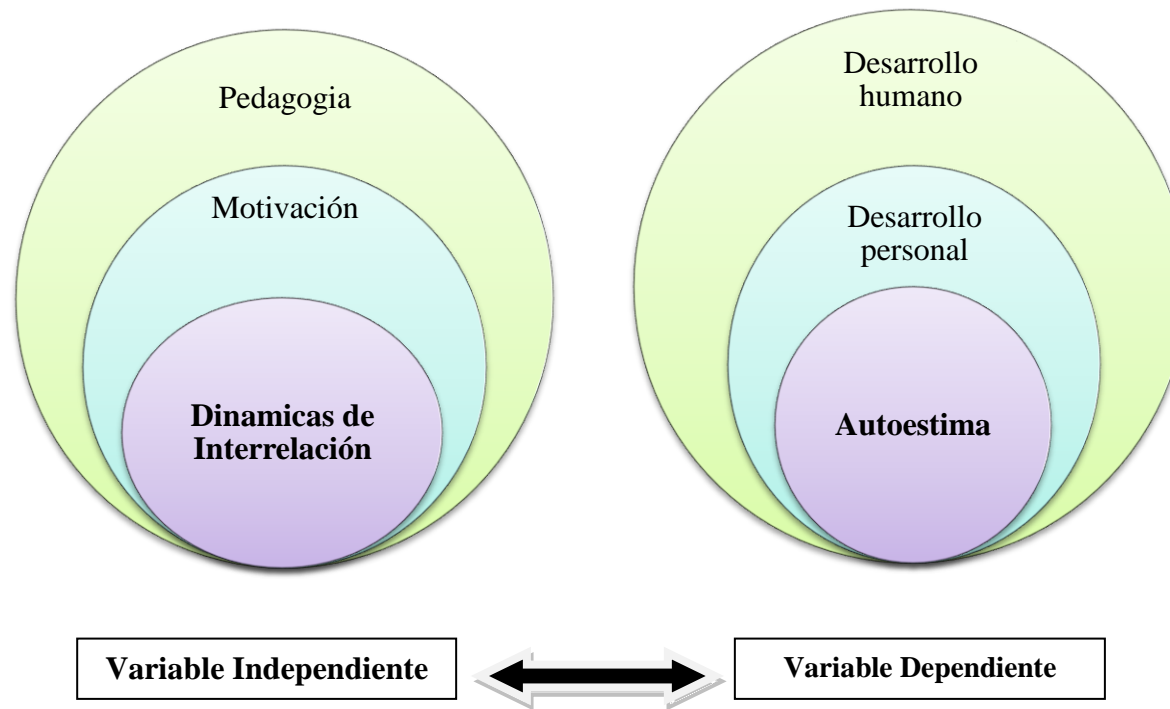 Pedagogia
Motivación
Dinamicas de
Interrelación
Desarrollo
humano
Desarrollo
personal
Autoestima
Variable Independiente
Variable Dependiente